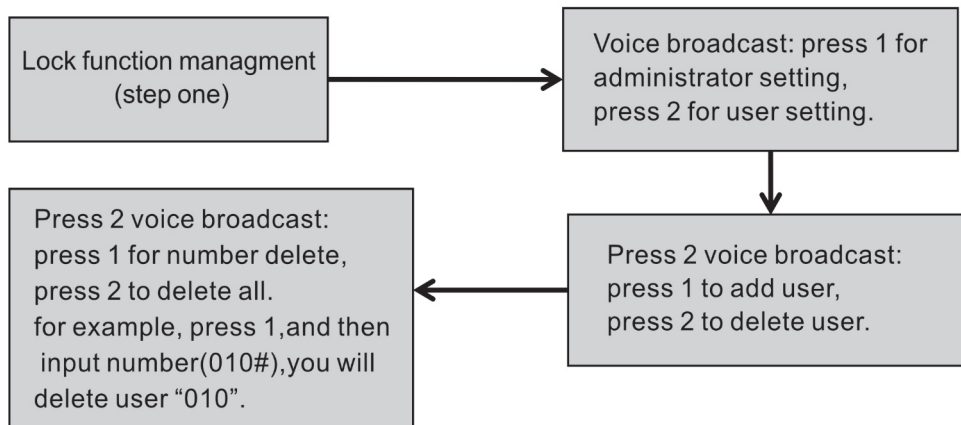 Lock function managment
(step one)
Voice broadcast: press 1 for
administrator setting,
press 2 for user setting.
Press 2 voice broadcast:
press 1 to add user,
press 2 to delete user.
Press 2 voice broadcast:
press 1 for number delete,
press 2 to delete all.
for example, press 1,and then
input number(010#),you will
delete user “010”.